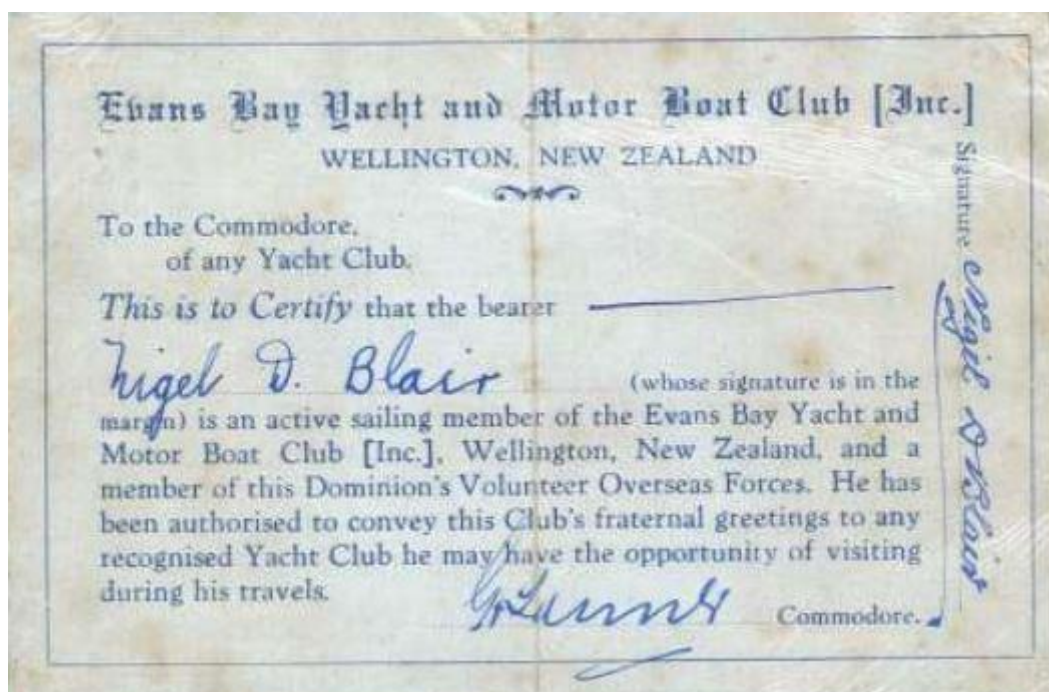 Evans Bay Yacht and Motor Boat Club [Inc.]
WELLINGTON, NEW ZEALAND
To the Commodore,
of any Yacht Club.
This is to Certify that the bearer
Nigel D. Blair (whose signature is in the
margin) is an active sailing member of the Evans Bay Yacht and
Motor Boat Club [Inc.], Wellington, New Zealand, and a
member of this Dominion's Volunteer Overseas Forces. He has
been authorised to convey this Club's fraternal greetings to any
recognised Yacht Club he may have the opportunity of visiting
during his travels.
Commodore.
Signature Nigel D Blair